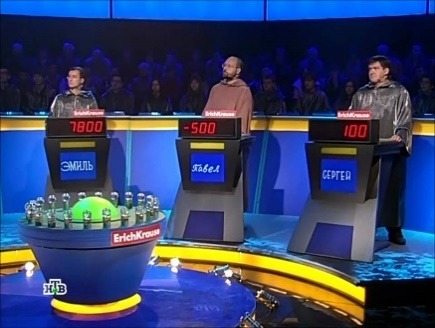 ErichKrause
ErichKrause
ErichKrause
7800
-500
100
ЭМИЛЬ
Павел
СЕРГЕЙ
ErichKrause
НТВ